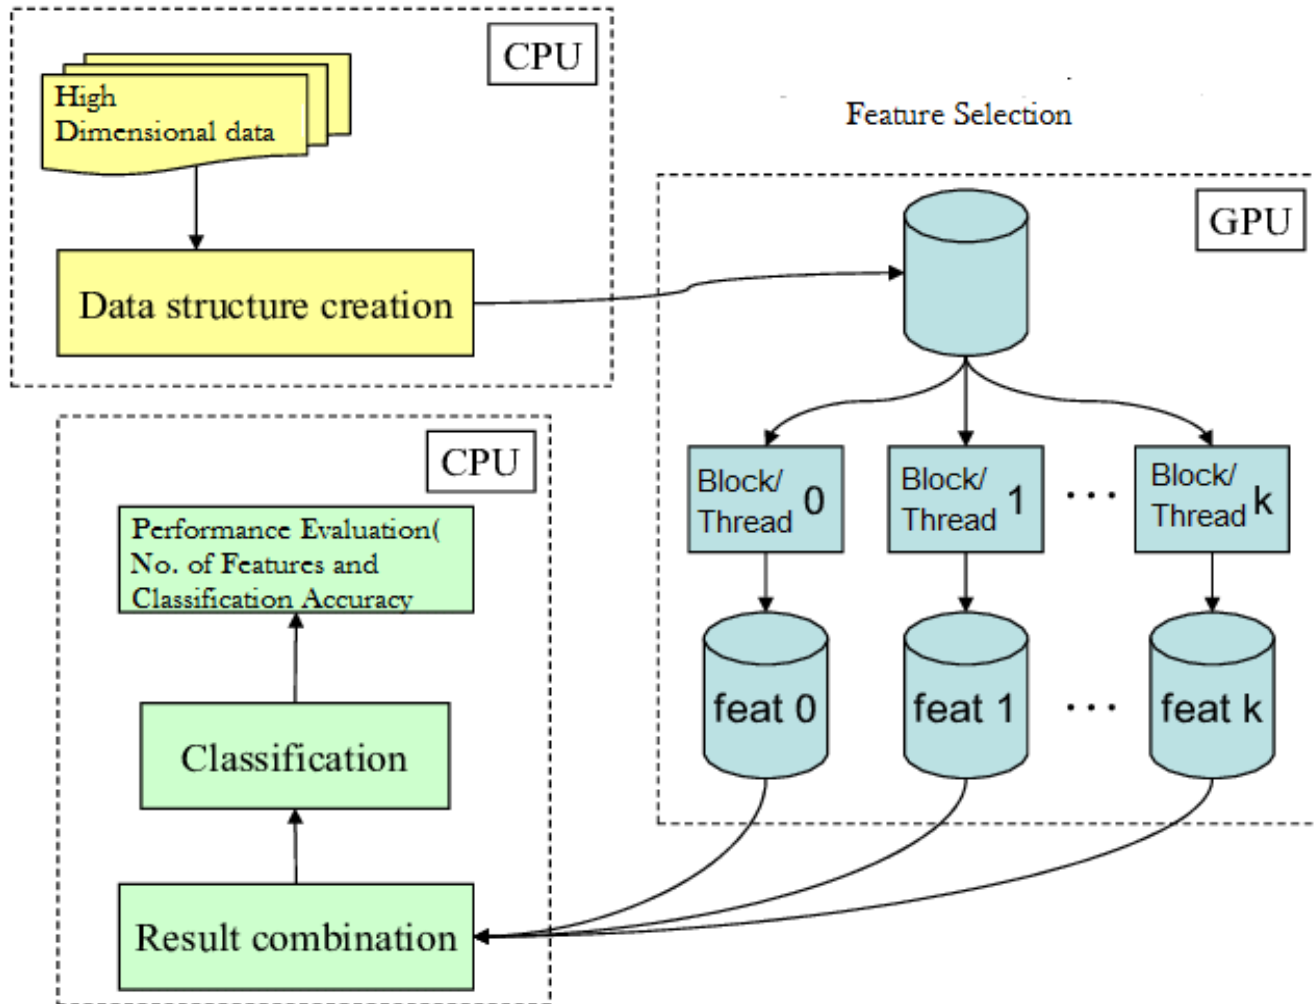 CPU
High
Dimensional data
Data structure creation
Feature Selection
GPU
Block/
Thread 0
Block/
Thread 1
...
Block/
Thread k
feat 0
feat 1
...
feat k
CPU
Performance Evaluation(
No. of Features and
Classification Accuracy
Classification
Result combination